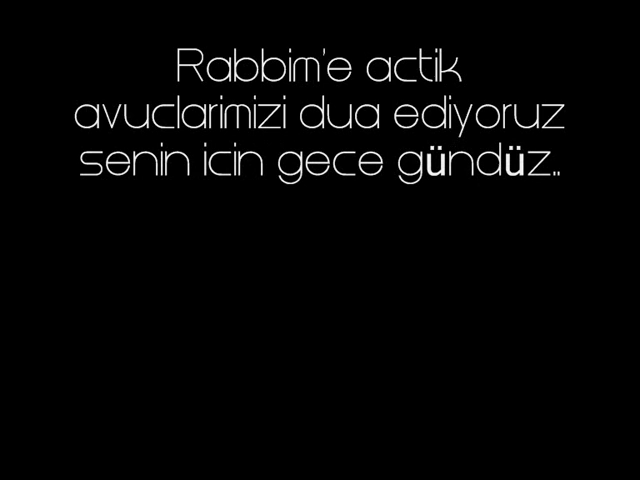 Rabbim'e actik
avuclarimizi dua ediyoruz
senin icin gece gündüz..